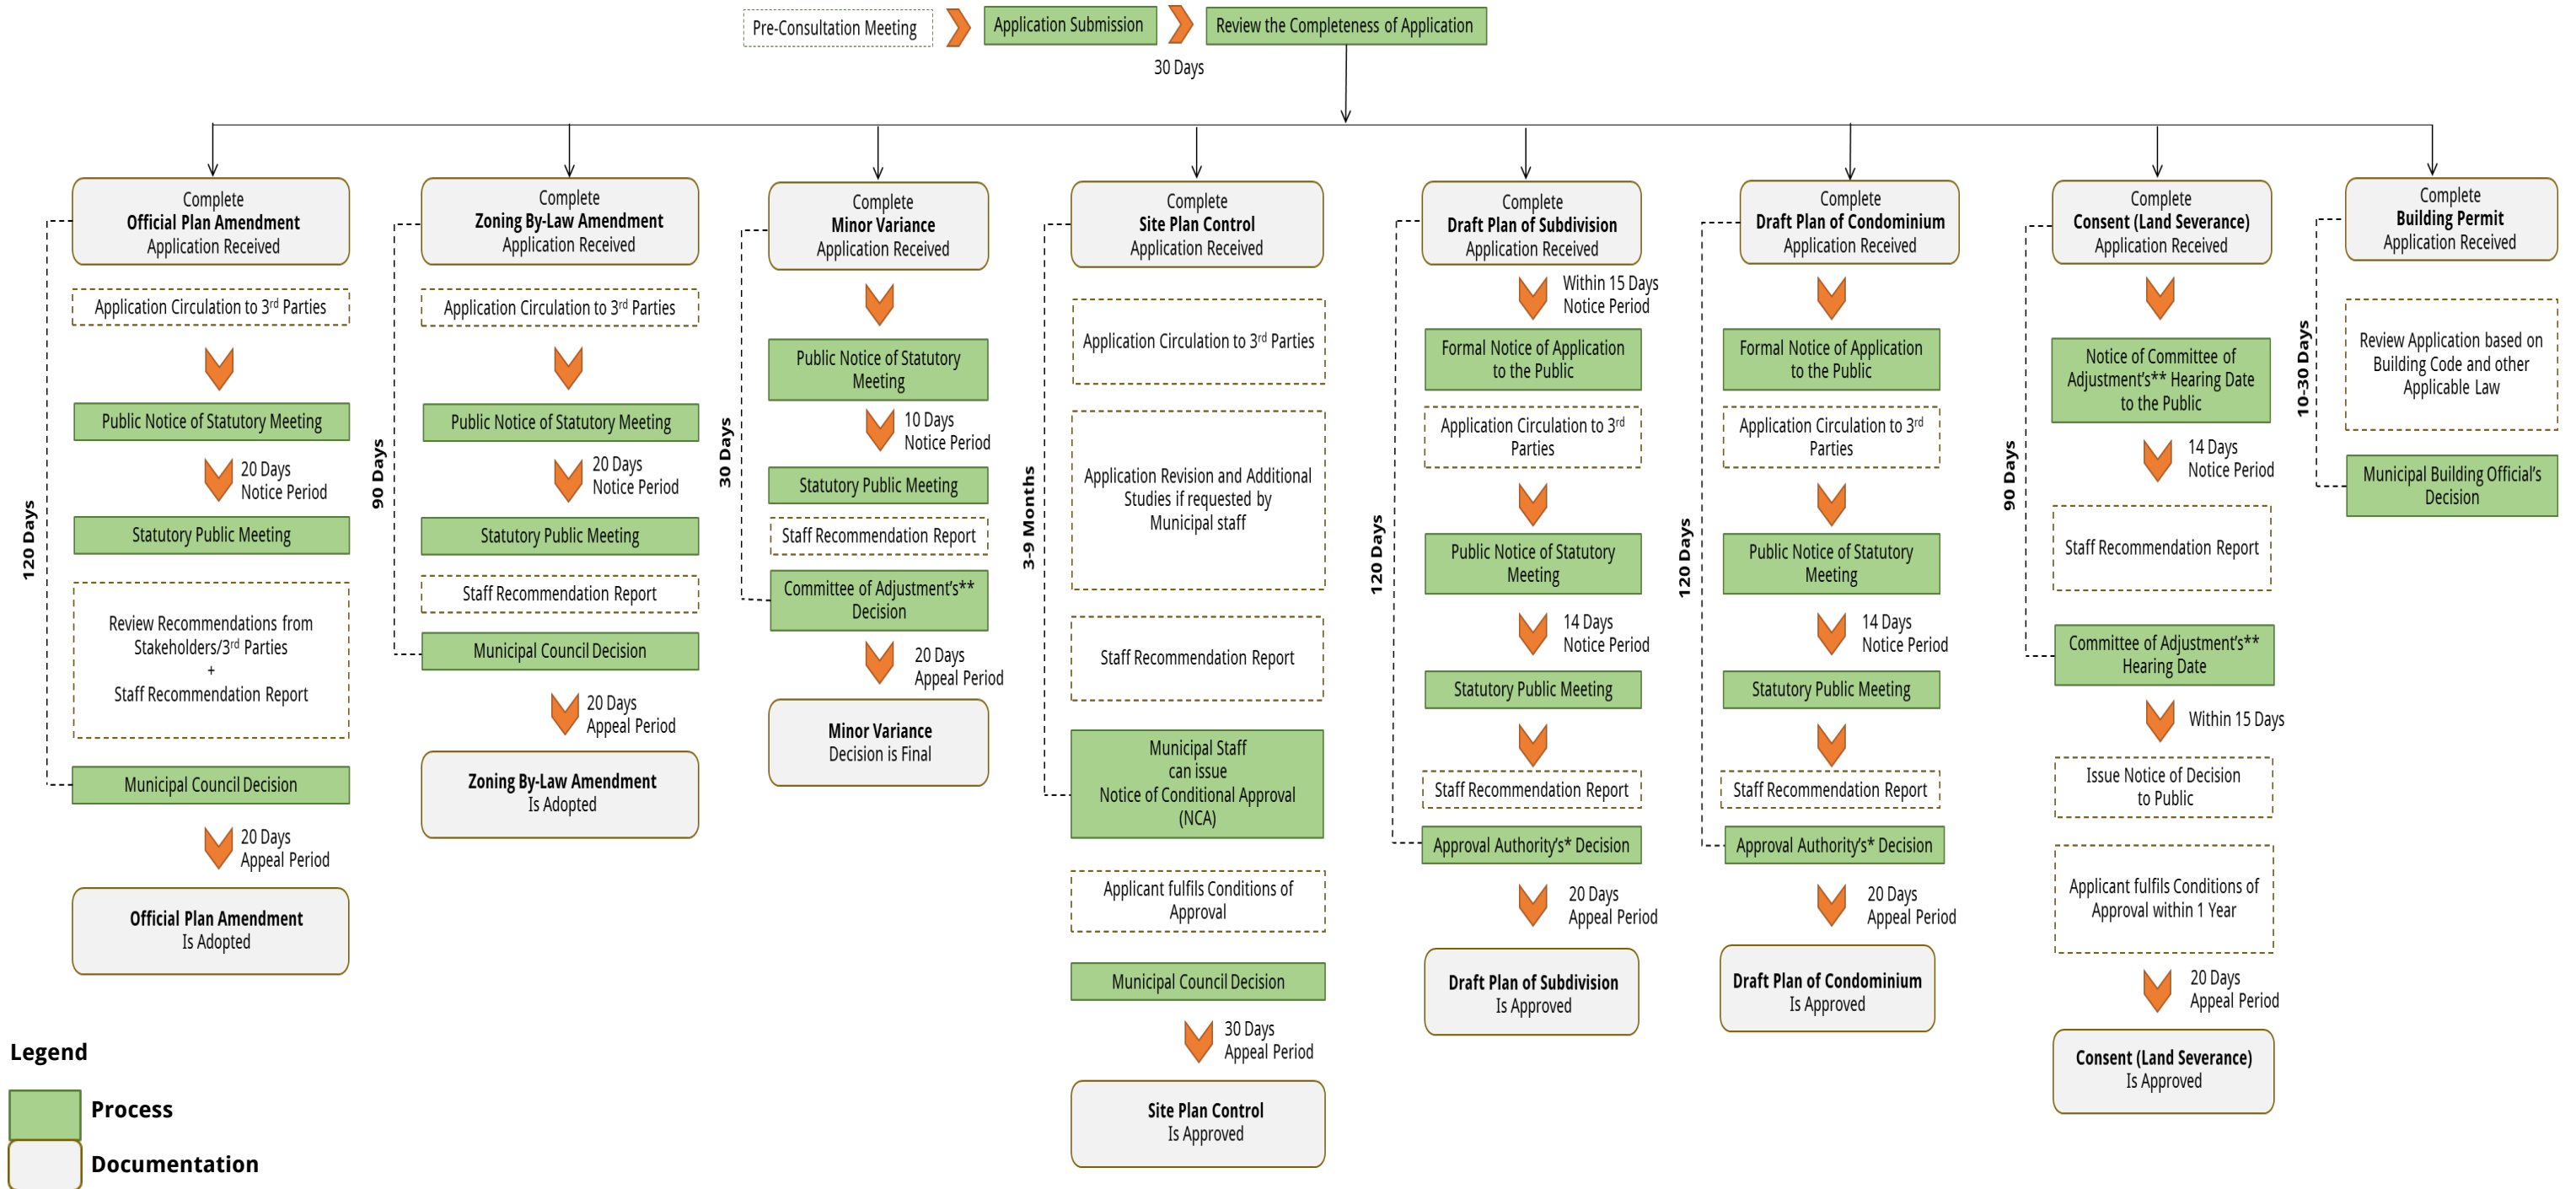 Pre-Consultation Meeting
Application Submission
Review the Completeness of Application
30 Days
Complete
Official Plan Amendment
Application Received
Application Circulation to 3rd Parties
Public Notice of Statutory Meeting
20 Days
Notice Period
Statutory Public Meeting
Review Recommendations from
Stakeholders/3rd Parties
+
Staff Recommendation Report
Municipal Council Decision
20 Days
Appeal Period
Official Plan Amendment
Is Adopted
120 Days
Complete
Zoning By-Law Amendment
Application Received
Application Circulation to 3rd Parties
Public Notice of Statutory Meeting
20 Days
Notice Period
Statutory Public Meeting
Staff Recommendation Report
Municipal Council Decision
20 Days
Appeal Period
Zoning By-Law Amendment
Is Adopted
90 Days
Complete
Minor Variance
Application Received
Public Notice of Statutory
Meeting
10 Days
Notice Period
Statutory Public Meeting
Staff Recommendation Report
Committee of Adjustment's**
Decision
20 Days
Appeal Period
Minor Variance
Decision is Final
30 Days
Complete
Site Plan Control
Application Received
Application Circulation to 3rd Parties
Application Revision and Additional
Studies if requested by
Municipal staff
Staff Recommendation Report
Municipal Staff
can issue
Notice of Conditional Approval
(NCA)
Applicant fulfils Conditions of
Approval
Municipal Council Decision
30 Days
Appeal Period
Site Plan Control
Is Approved
3-9 Months
Complete
Draft Plan of Subdivision
Application Received
Within 15 Days
Notice Period
Formal Notice of Application
to the Public
Application Circulation to 3rd
Parties
Public Notice of Statutory
Meeting
14 Days
Notice Period
Statutory Public Meeting
Staff Recommendation Report
Approval Authority's* Decision
20 Days
Appeal Period
Draft Plan of Subdivision
Is Approved
120 Days
Complete
Draft Plan of Condominium
Application Received
Formal Notice of Application
to the Public
Application Circulation to 3rd
Parties
Public Notice of Statutory
Meeting
14 Days
Notice Period
Statutory Public Meeting
Staff Recommendation Report
Approval Authority's* Decision
20 Days
Appeal Period
Draft Plan of Condominium
Is Approved
120 Days
Complete
Consent (Land Severance)
Application Received
Notice of Committee of
Adjustment's** Hearing Date
to the Public
14 Days
Notice Period
Staff Recommendation Report
Committee of Adjustment's**
Hearing Date
Within 15 Days
Issue Notice of Decision
to Public
Applicant fulfils Conditions of
Approval within 1 Year
20 Days
Appeal Period
Consent (Land Severance)
Is Approved
90 Days
Complete
Building Permit
Application Received
Review Application based on
Building Code and other
Applicable Law
Municipal Building Official's
Decision
10-30 Days
Legend
Process
Documentation